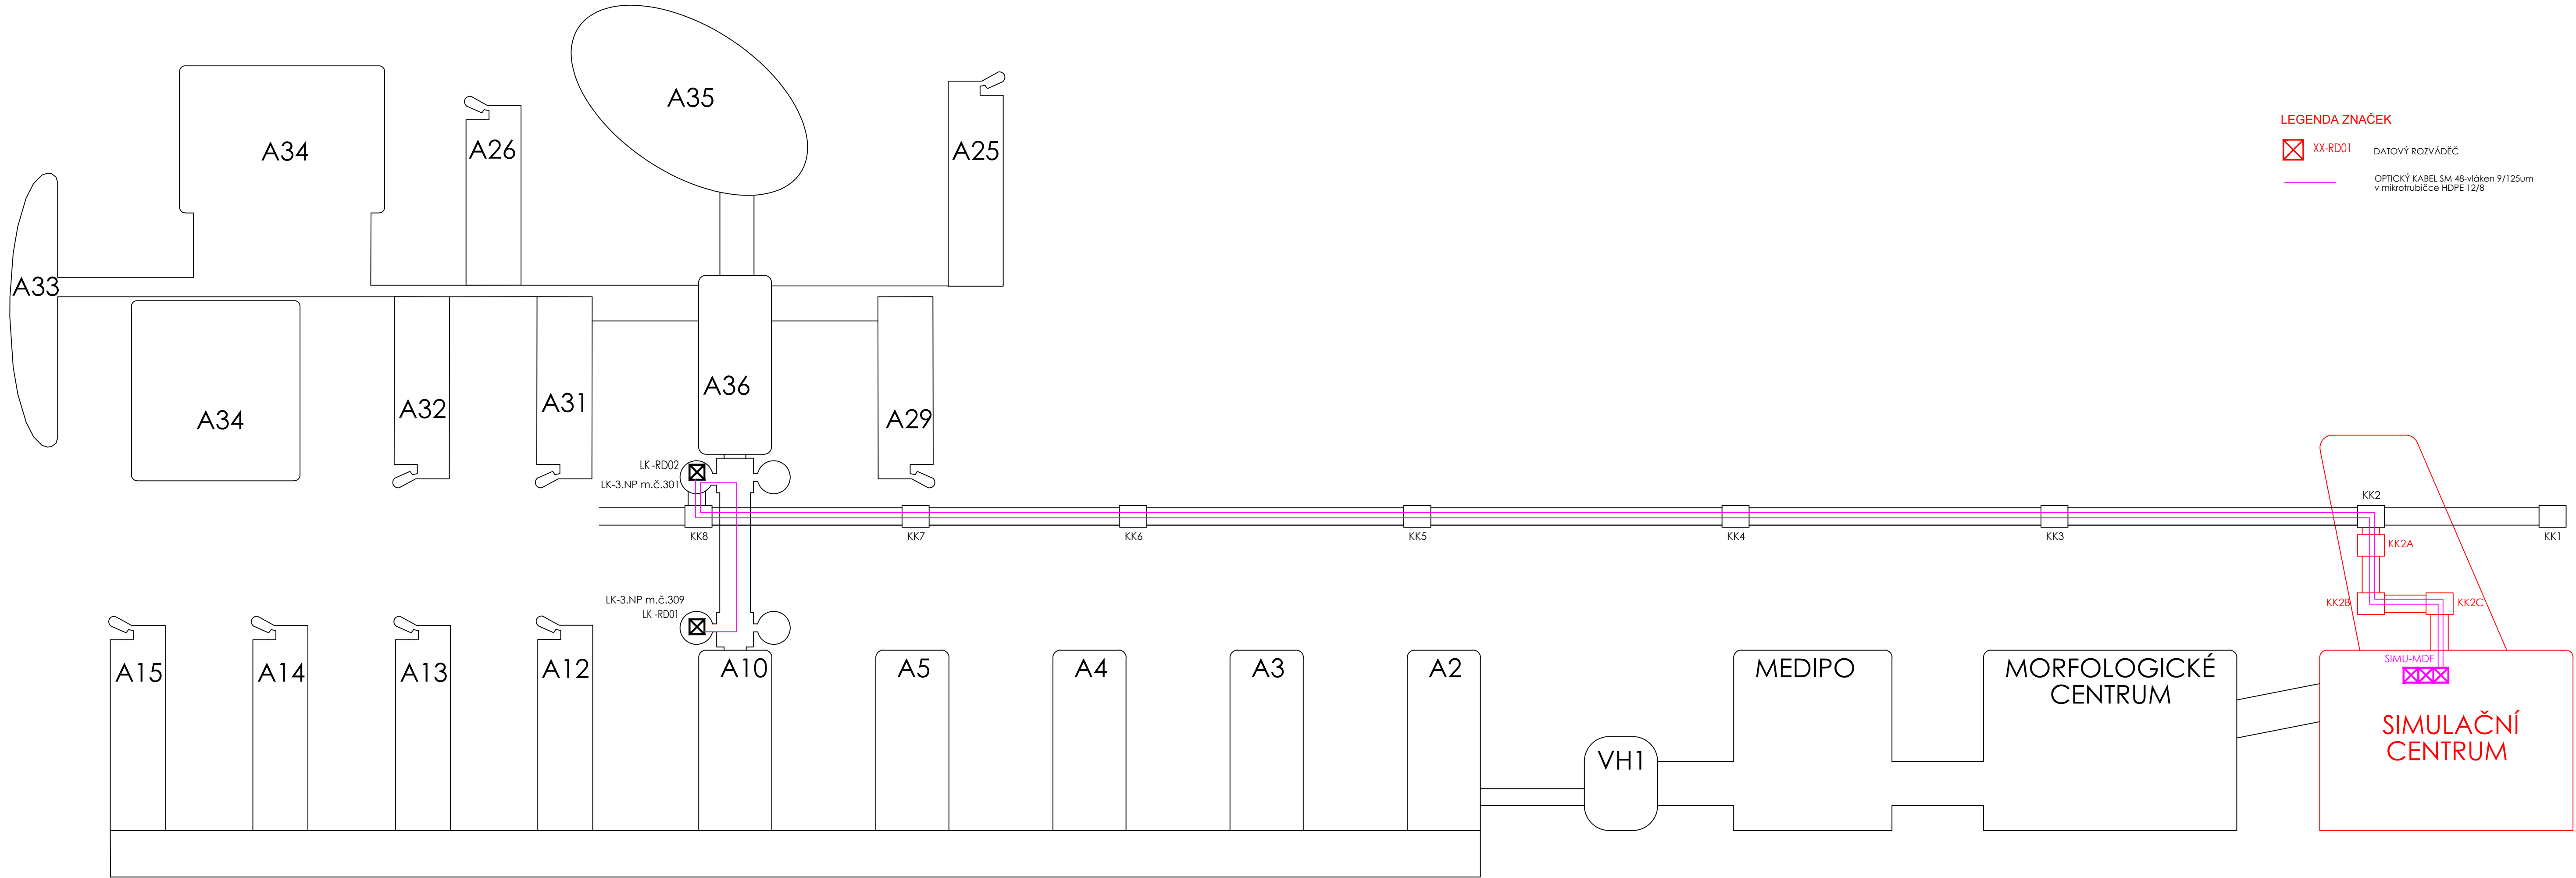 A35
A34
A26
A25
LEGENDA ZNAČEK
XX-RD01
DATOVÝ ROZVÁDĚČ
OPTICKÝ KABEL SM 48-vláken 9/125um
v mikrotrubičce HDPE 12/8
A33
A36
A34
A32
A31
A29
LK -RD02
LK-3.NP m.č.301
KK2
KK8
KK7
KK6
KK5
KK4
KK3
KK1
KK2A
LK-3.NP m.č.309
LK -RD01
KK2B
KK2C
SIMU-MDF
A15
A14
A13
A12
A10
A5
A4
A3
A2
MEDIPO
MORFOLOGICKÉ
CENTRUM
VH1
SIMULAČNÍ
CENTRUM